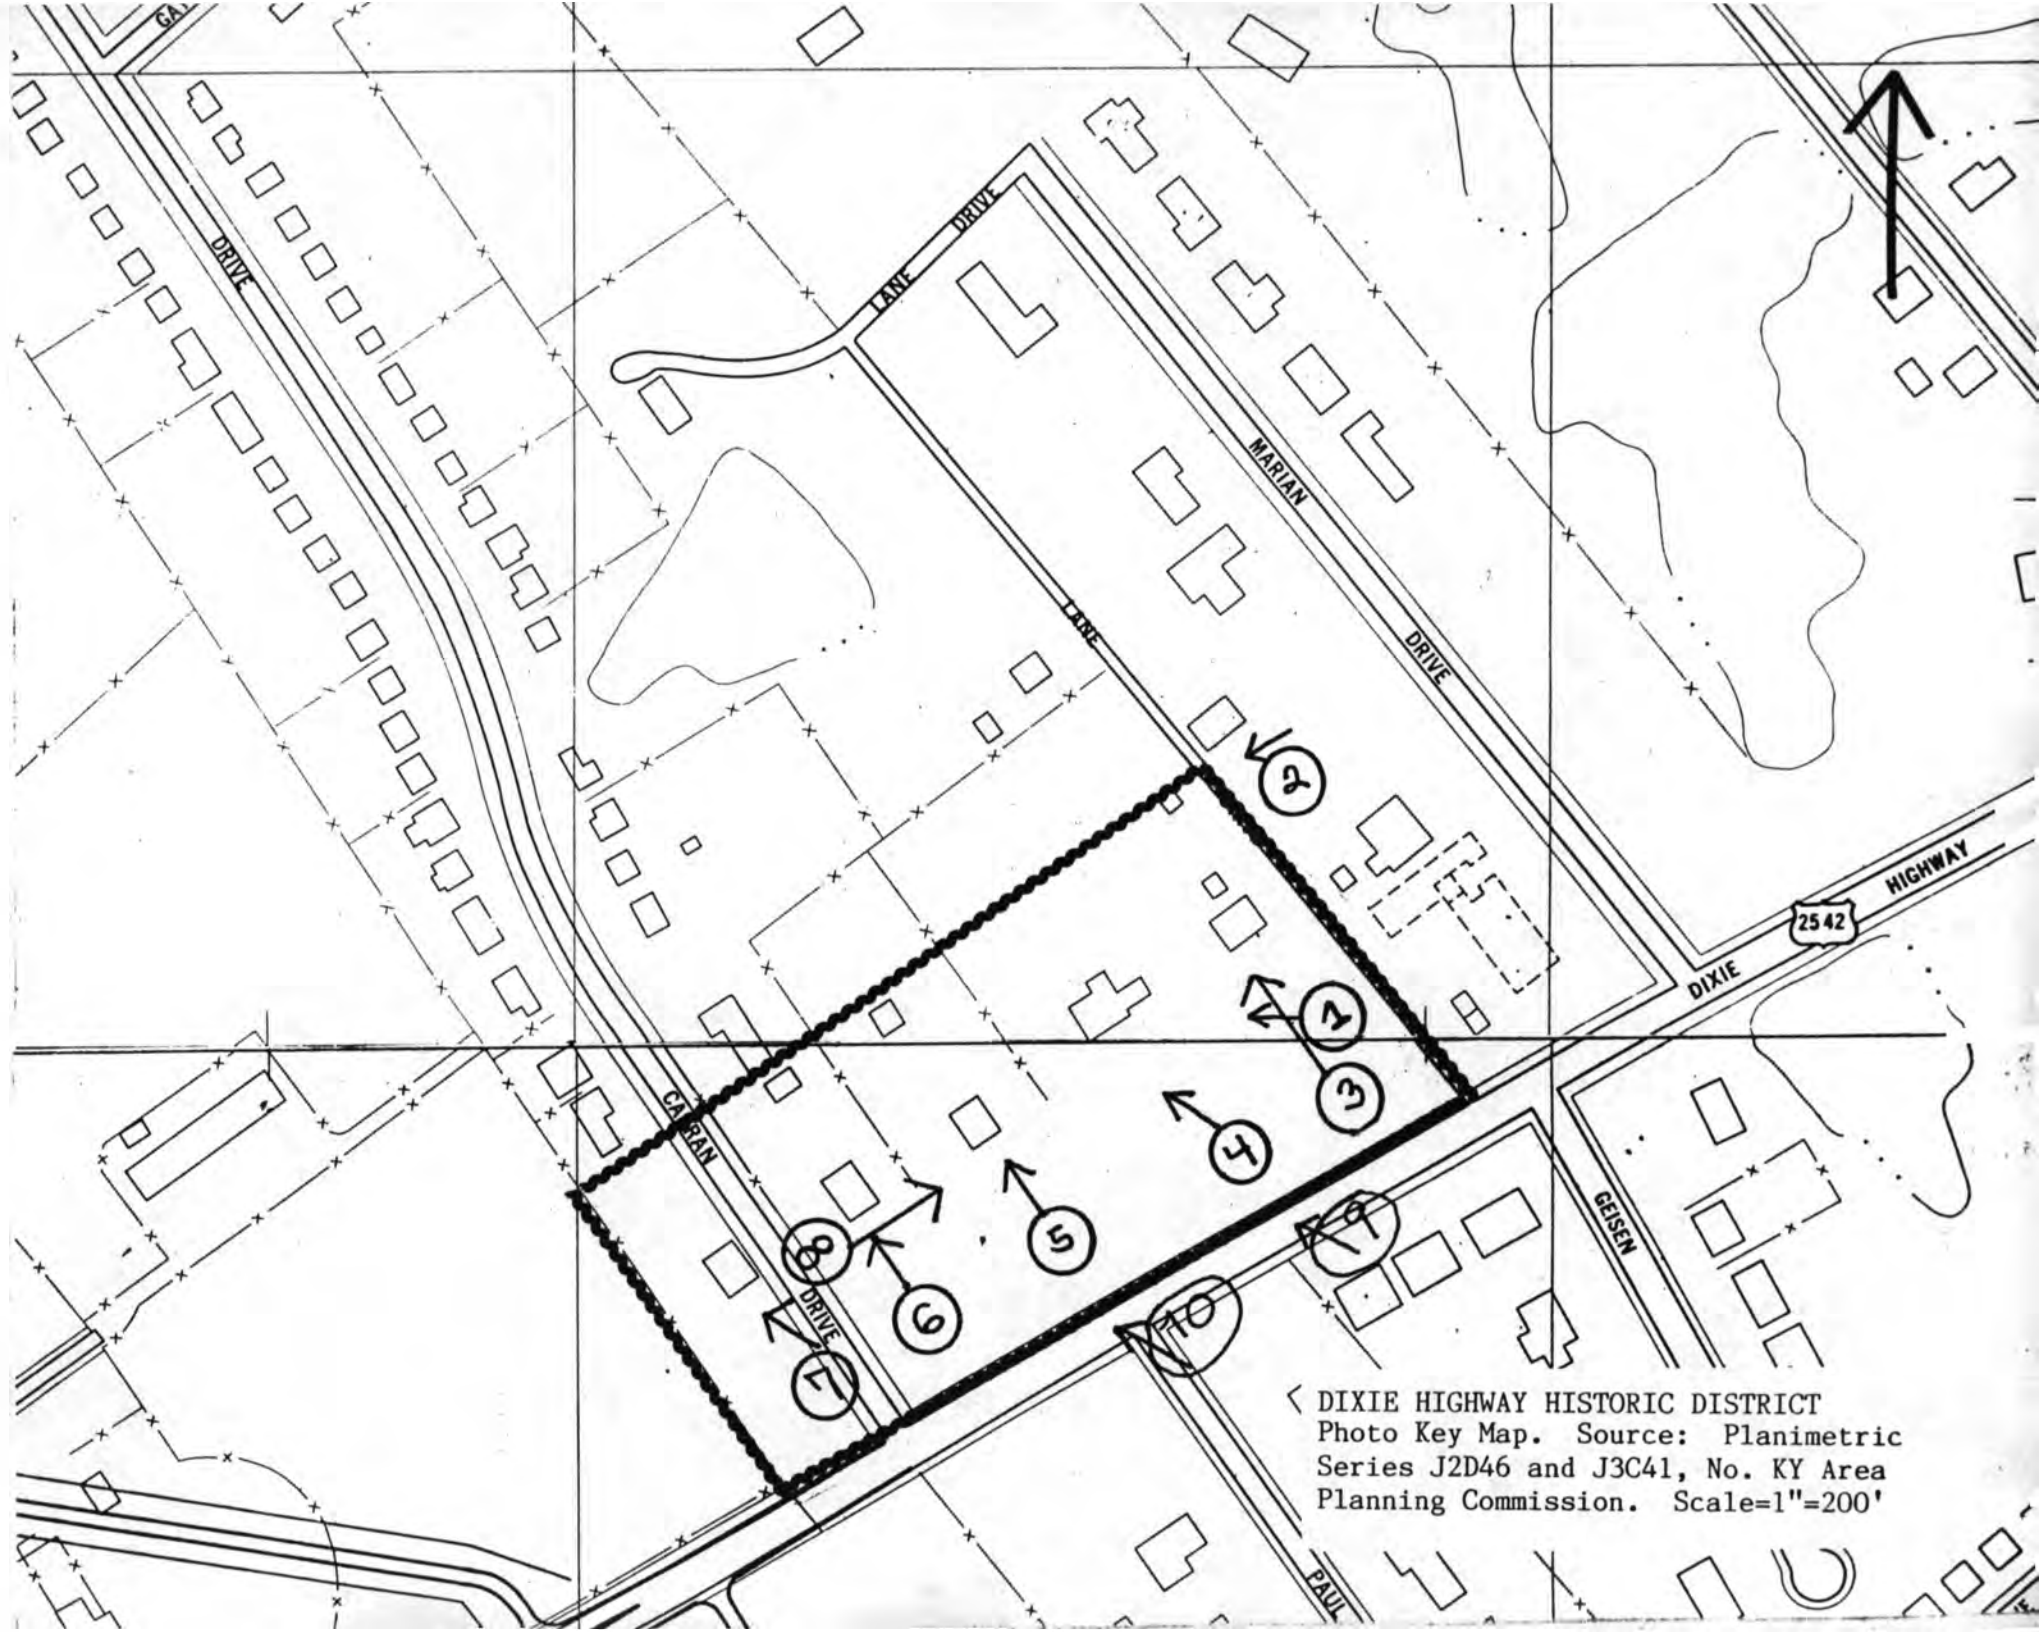 DRIVE
LANE
DRIVE
MARIAN
DRIVE
LANE
2
25 42
HIGHWAY
DIXIE
1
3
4
5
6
7
8
9
10
CARRAN
DRIVE
GEISEN
PAUL
DIXIE HIGHWAY HISTORIC DISTRICT
Photo Key Map. Source: Planimetric
Series J2D46 and J3C41, No. KY Area
Planning Commission. Scale=1"=200'